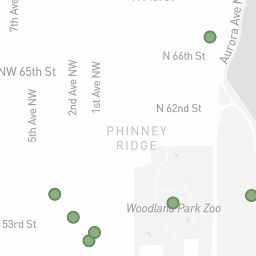 7th Ave NW
N 66th St
Aurora Ave N
NW 65th St
2nd Ave NW
1st Ave NW
5th Ave NW
N 62nd St
PHINNEY
RIDGE
Woodland Park Zoo
53rd St